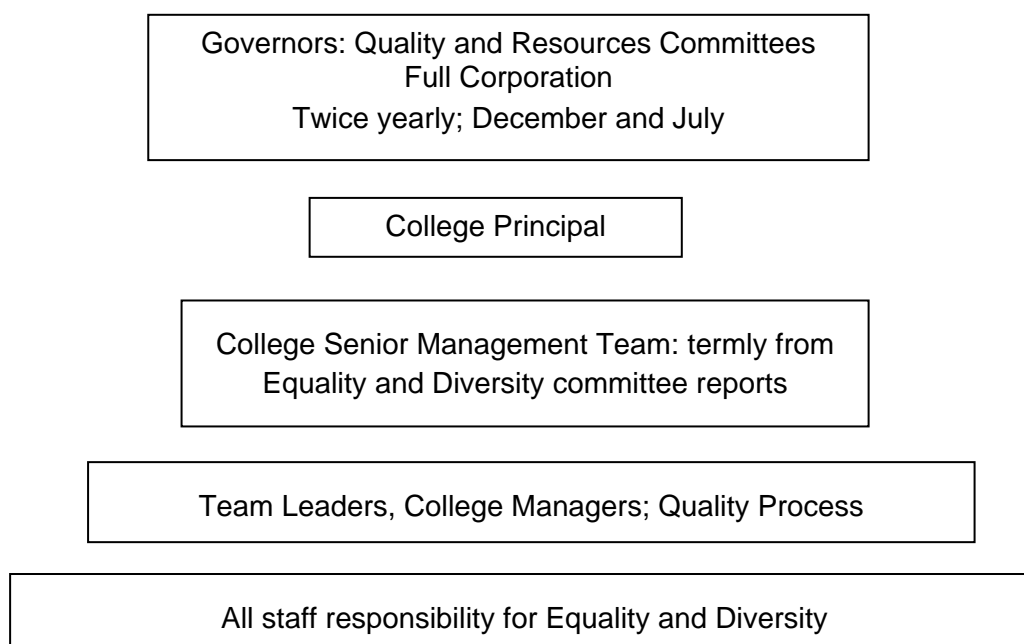 Governors: Quality and Resources Committees
Full Corporation
Twice yearly; December and July
College Principal
College Senior Management Team: termly from
Equality and Diversity committee reports
Team Leaders, College Managers; Quality Process
All staff responsibility for Equality and Diversity